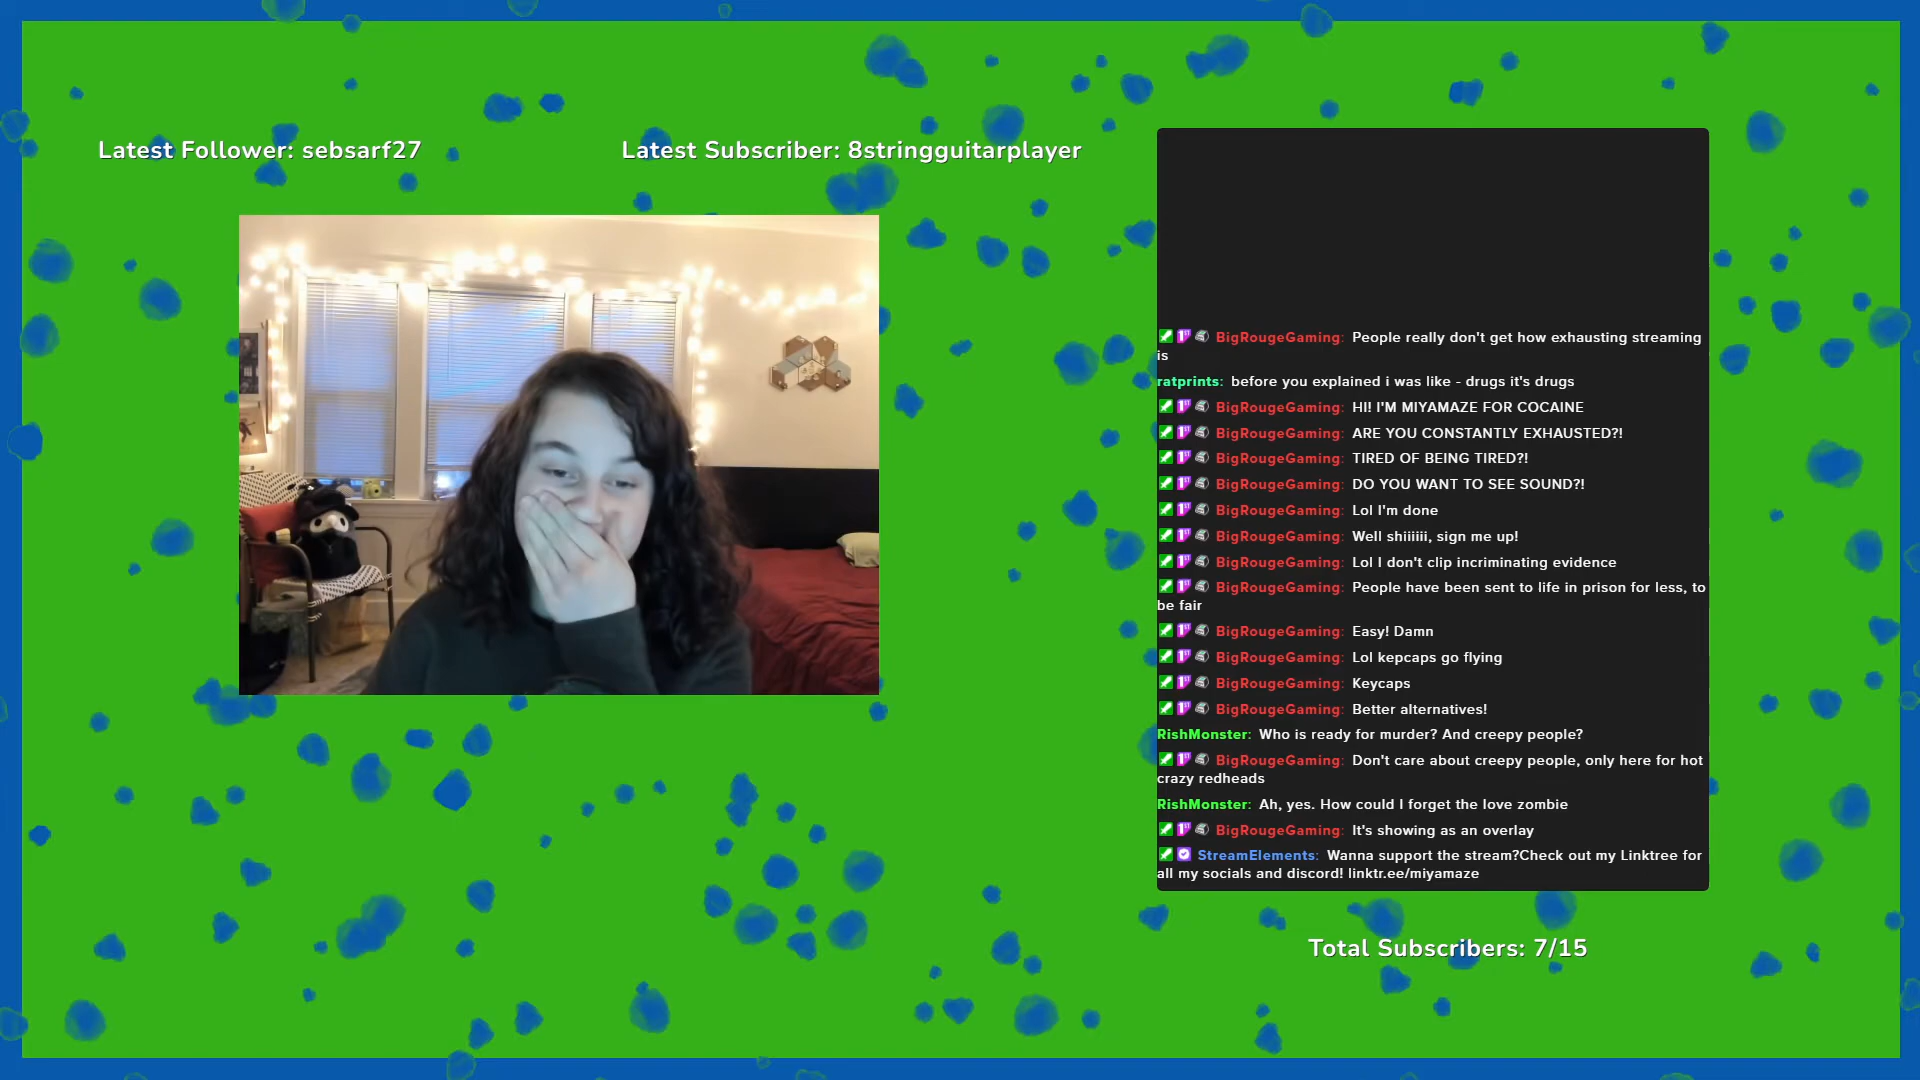 Latest Follower: sebsarf27
Latest Subscriber: 8stringguitarplayer
BigRougeGaming: People really don't get how exhausting streaming
is
ratprints: before you explained i was like - drugs it's drugs
BigRougeGaming: HI! I'M MIYAMAZE FOR COCAINE
BigRougeGaming: ARE YOU CONSTANTLY EXHAUSTED?!
BigRougeGaming: TIRED OF BEING TIRED?!
BigRougeGaming: DO YOU WANT TO SEE SOUND?!
BigRougeGaming: Lol I'm done
BigRougeGaming: Well shiiiiii, sign me up!
BigRougeGaming: Lol I don't clip incriminating evidence
BigRougeGaming: People have been sent to life in prison for less, to
be fair
BigRougeGaming: Easy! Damn
BigRougeGaming: Lol kepcaps go flying
BigRougeGaming: Keycaps
BigRougeGaming: Better alternatives!
RishMonster: Who is ready for murder? And creepy people?
BigRougeGaming: Don't care about creepy people, only here for hot
crazy redheads
RishMonster: Ah, yes. How could I forget the love zombie
BigRougeGaming: It's showing as an overlay
StreamElements: Wanna support the stream?Check out my Linktree for
all my socials and discord! linktr.ee/miyamaze
Total Subscribers: 7/15